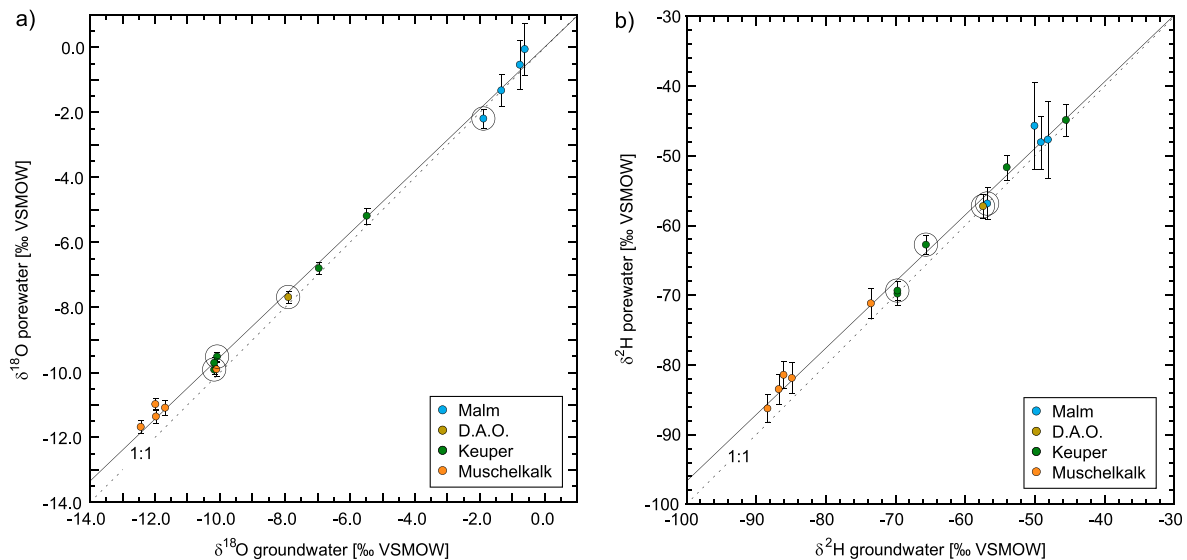 a)
0.0
-2.0
-4.0
-6.0
-8.0
-10.0
-12.0
-14.0
δ18O porewater [‰ VSMOW]
1:1
Malm
D.A.O.
Keuper
Muschelkalk
-14.0 -12.0 -10.0 -8.0 -6.0 -4.0 -2.0 0.0
δ18O groundwater [‰ VSMOW]
b)
-30
-40
-50
-60
-70
-80
-90
-100
δ2H porewater [‰ VSMOW]
1:1
Malm
D.A.O.
Keuper
Muschelkalk
-100 -90 -80 -70 -60 -50 -40 -30
δ2H groundwater [‰ VSMOW]